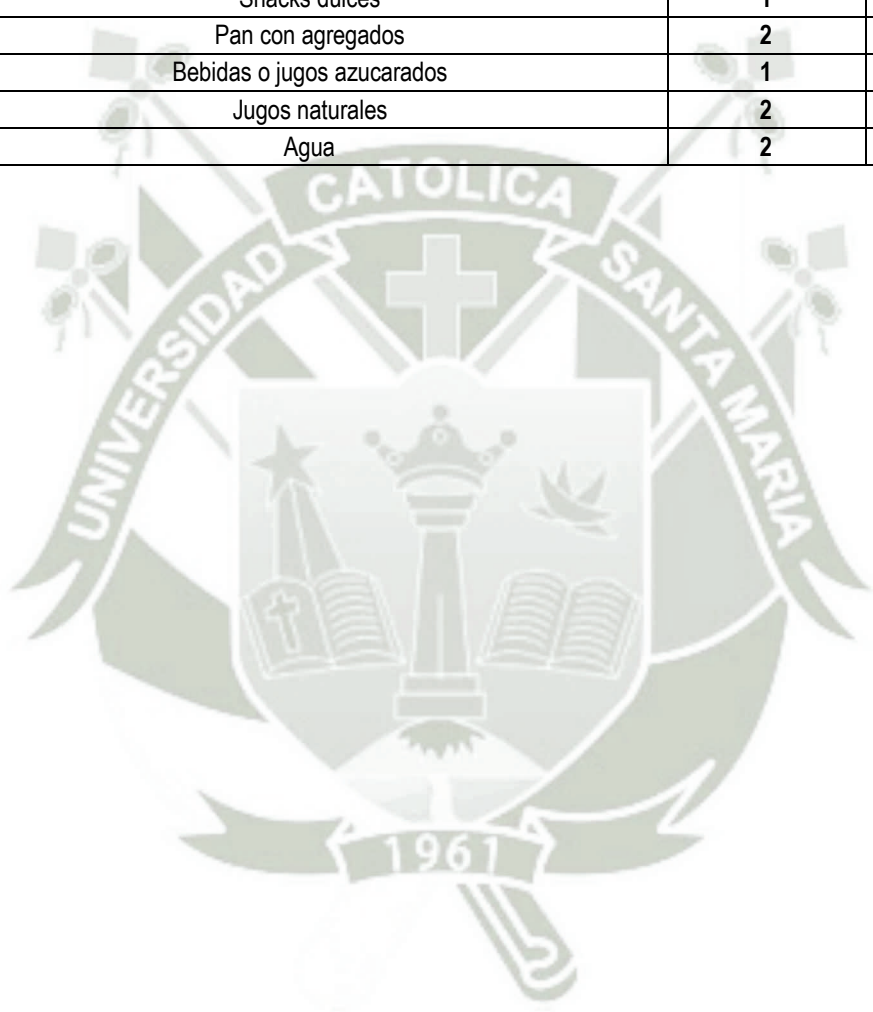 Snacks dulces 1
Pan con agregados 2
Bebidas o jugos azucarados 1
Jugos naturales 2
Agua 2
UNIVERSIDAD CATOLICA SANTA MARIA
1961